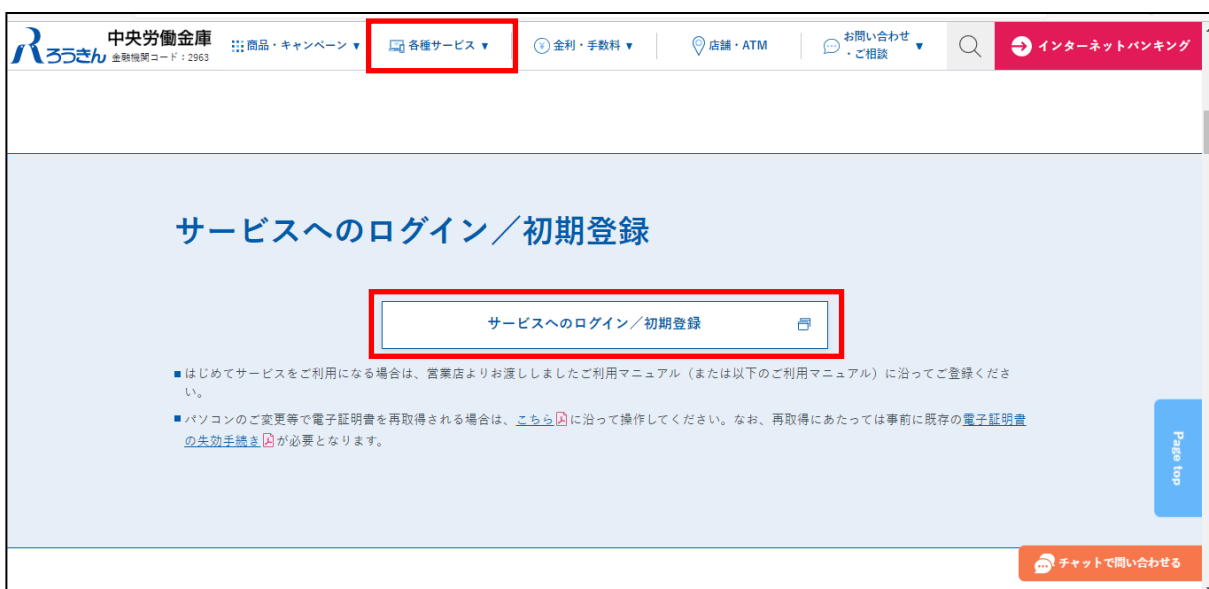 ろうきん 中央労働金庫
金融機関コード:2963
商品・キャンペーン ▼
各種サービス ▼
金利・手数料 ▼
店舗・ATM
お問い合わせ
・ご相談 ▼
インターネットバンキング
サービスへのログイン/初期登録
サービスへのログイン/初期登録
■はじめてサービスをご利用になる場合は、営業店よりお渡ししましたご利用マニュアル(または以下のご利用マニュアル)に沿ってご登録くださ
い。
■パソコンのご変更等で電子証明書を再取得される場合は、こちらに沿って操作してください。なお、再取得にあたっては事前に既存の電子証明書
の失効手続きが必要となります。
Page top
チャットで問い合わせる